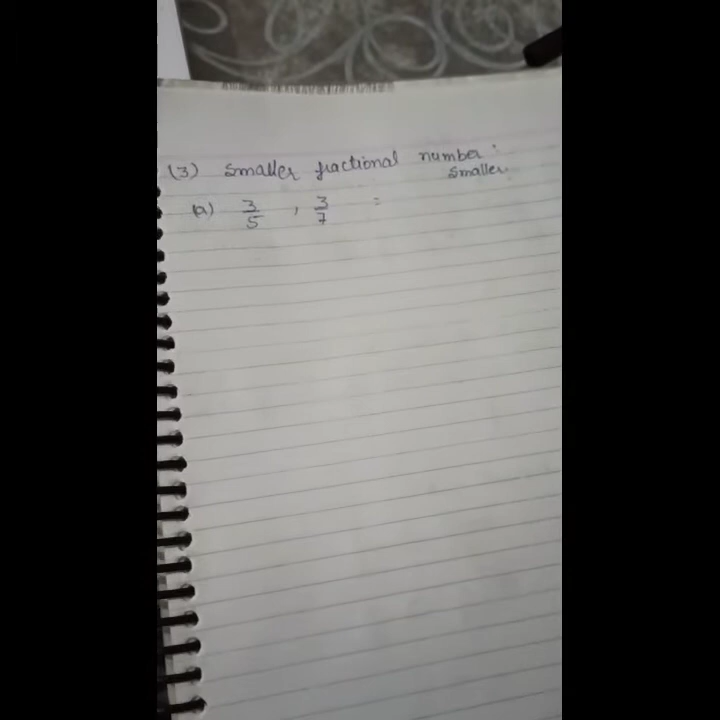 (3) Smaller fractional number :
Smaller
(a) 3/5 , 3/7 =